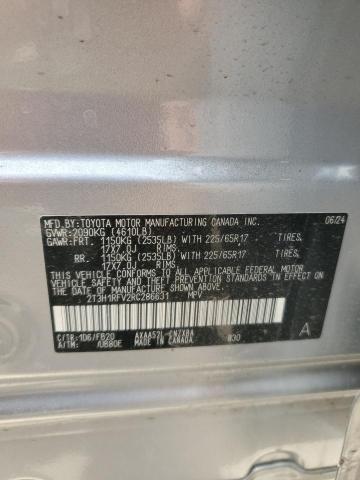 MFD.BY:TOYOTA MOTOR MANUFACTURING CANADA INC. 06/24
GVWR:2090KG (4610LB)
GAWR:FRT. 1150KG (2535LB) WITH 225/65R17 TIRES,
17X7.0J RIMS,
RR. 1150KG (2535LB) WITH 225/65R17 TIRES,
17X7.0J RIMS,
THIS VEHICLE CONFORMS TO ALL APPLICABLE FEDERAL MOTOR
VEHICLE SAFETY, BUMPER, AND THEFT PREVENTION
STANDARDS IN EFFECT ON THE DATE OF MANUFACTURE
SHOWN ABOVE.
2T3H1RFV2RC286631 MPV
C/TR:1D6/FB20 AXAA52L- 
A/TM: /UB80E MADE IN CANADA 030 A